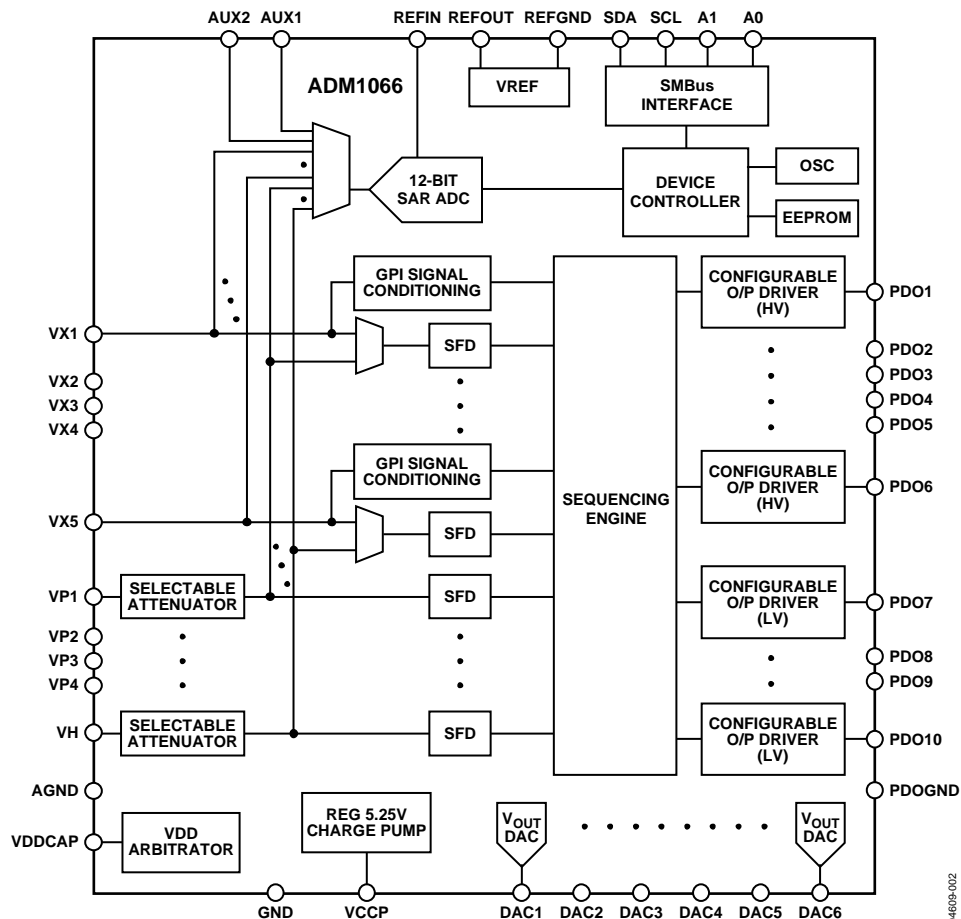 AUX2 AUX1 REFIN REFOUT REFGND SDA SCL A1 A0
ADM1066
VREF
SMBus
INTERFACE
12-BIT
SAR ADC
DEVICE
CONTROLLER
OSC
EEPROM
GPI SIGNAL
CONDITIONING
CONFIGURABLE
O/P DRIVER
(HV)
PDO1
VX1
SFD
PDO2
VX2
PDO3
VX3
PDO4
VX4
PDO5
GPI SIGNAL
CONDITIONING
SEQUENCING
ENGINE
CONFIGURABLE
O/P DRIVER
(HV)
PDO6
VX5
SFD
VP1
SELECTABLE
ATTENUATOR
SFD
CONFIGURABLE
O/P DRIVER
(LV)
PDO7
VP2
VP3
VP4
PDO8
PDO9
VH
SELECTABLE
ATTENUATOR
SFD
CONFIGURABLE
O/P DRIVER
(LV)
PDO10
AGND
PDOGND
VDDCAP
VDD
ARBITRATOR
REG 5.25V
CHARGE PUMP
VOUT
DAC
VOUT
DAC
GND VCCP DAC1 DAC2 DAC3 DAC4 DAC5 DAC6
4609-002